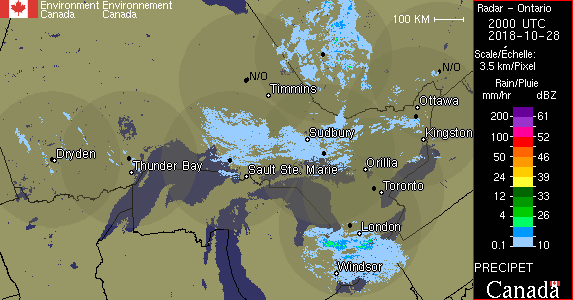 Environment Environnement
Canada Canada
100 KM
N/O
N/O
Timmins
Ottawa
Sudbury
Kingston
Dryden
Thunder Bay
Sault Ste. Marie
Orillia
Toronto
London
Windsor
Radar - Ontario
2000 UTC
2018-10-28
Scale/Échelle:
3.5 km/Pixel
Rain/Pluie
mm/hr dBZ
200 61
100 52
50 46
24 39
12 33
4 26
0.1 10
PRECIPET
Canada